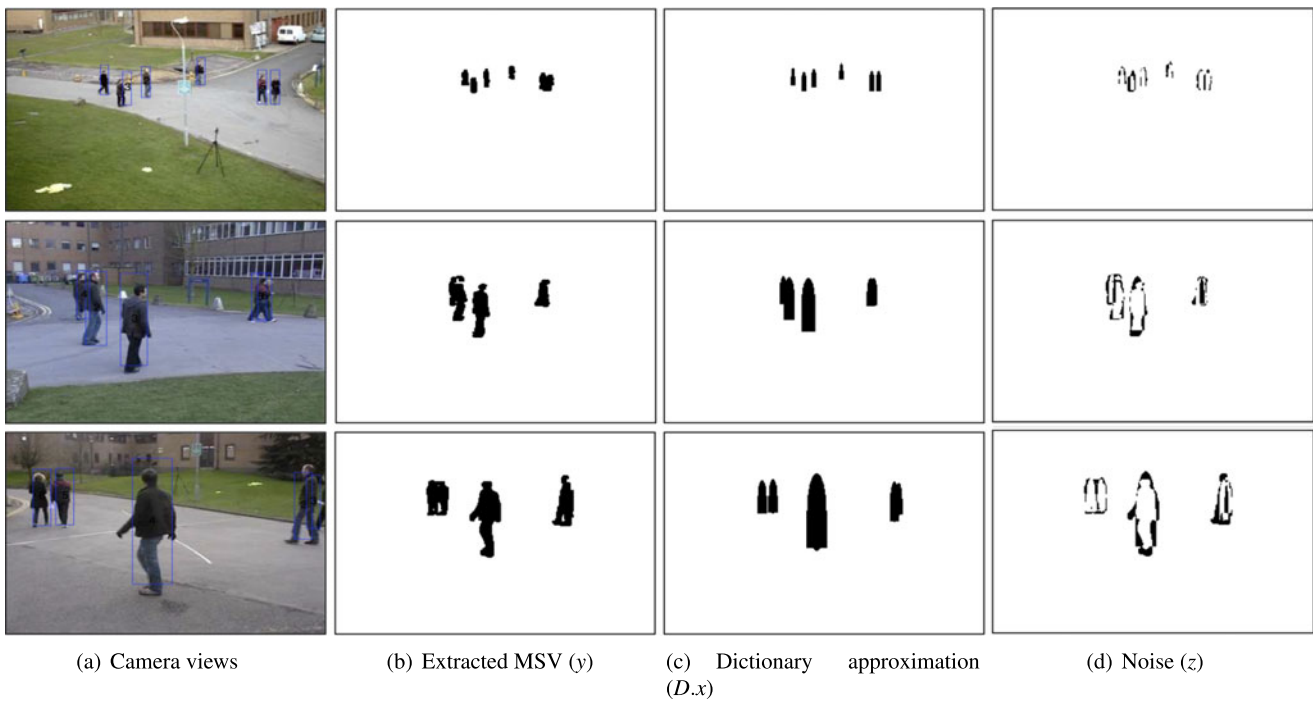 (a) Camera views
(b) Extracted MSV (y)
(c) Dictionary approximation
(D.x)
(d) Noise (z)